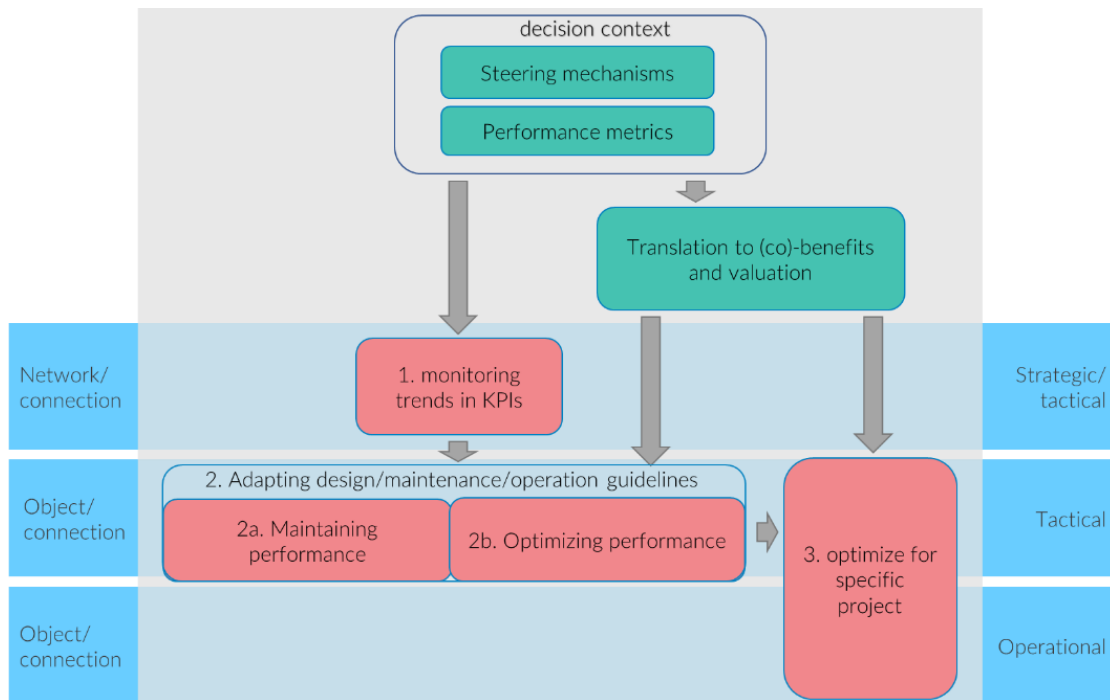 decision context
Steering mechanisms
Performance metrics
Translation to (co)-benefits
and valuation
Network/
connection
1. monitoring
trends in KPIs
Strategic/
tactical
2. Adapting design/maintenance/operation guidelines
Object/
connection
2a. Maintaining
performance
2b. Optimizing performance
Tactical
3. optimize for
specific
project
Object/
connection
Operational